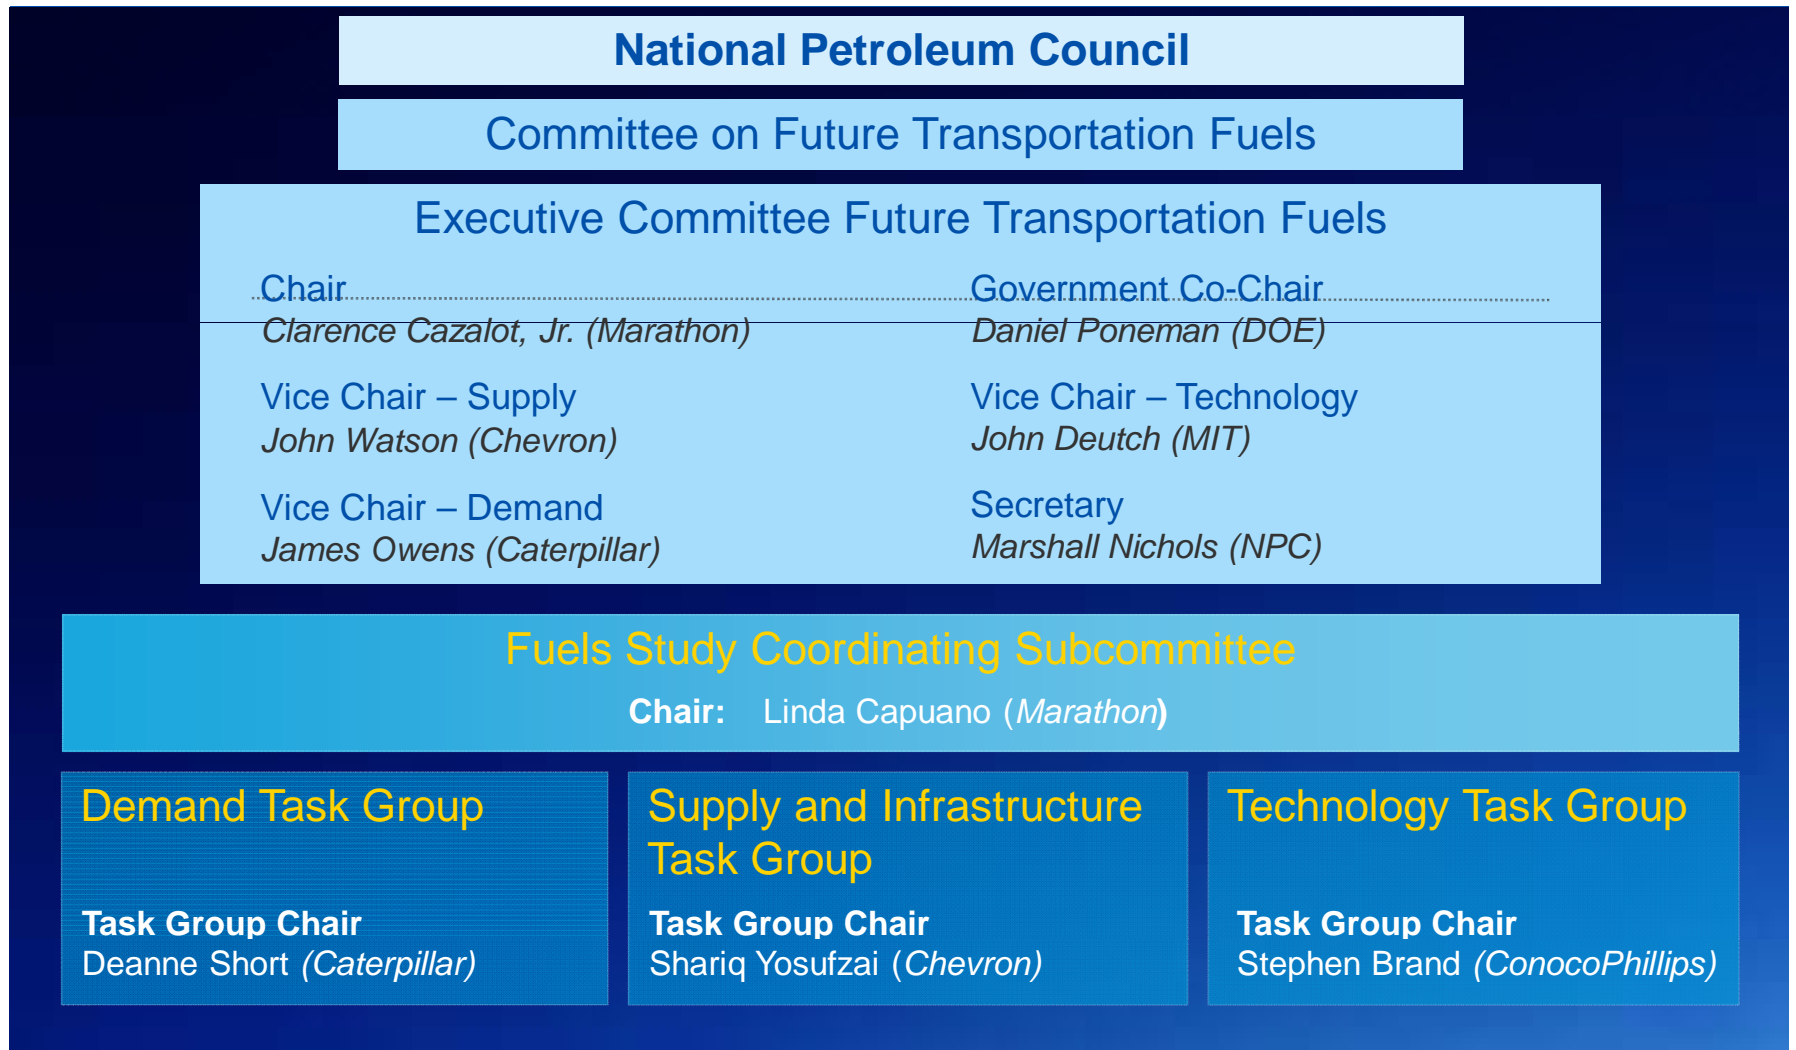 National Petroleum Council
Committee on Future Transportation Fuels
Executive Committee Future Transportation Fuels
Chair
Clarence Cazalot, Jr. (Marathon)
Government Co-Chair
Daniel Poneman (DOE)
Vice Chair – Supply
John Watson (Chevron)
Vice Chair – Technology
John Deutch (MIT)
Vice Chair – Demand
James Owens (Caterpillar)
Secretary
Marshall Nichols (NPC)
Fuels Study Coordinating Subcommittee
Chair: Linda Capuano (Marathon)
Demand Task Group
Task Group Chair
Deanne Short (Caterpillar)
Supply and Infrastructure
Task Group
Task Group Chair
Shariq Yosufzai (Chevron)
Technology Task Group
Task Group Chair
Stephen Brand (ConocoPhillips)